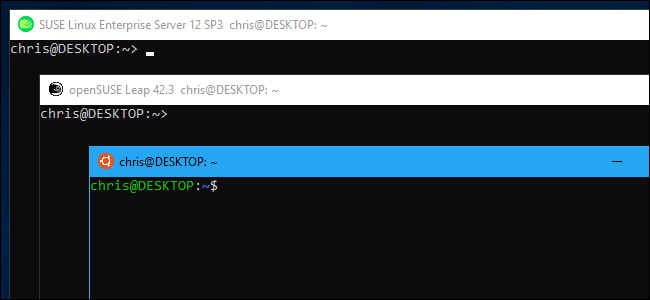 SUSE Linux Enterprise Server 12 SP3  chris@DESKTOP: ~
chris@DESKTOP:~>
openSUSE Leap 42.3  chris@DESKTOP: ~
chris@DESKTOP:~>
chris@DESKTOP: ~
chris@DESKTOP:~$